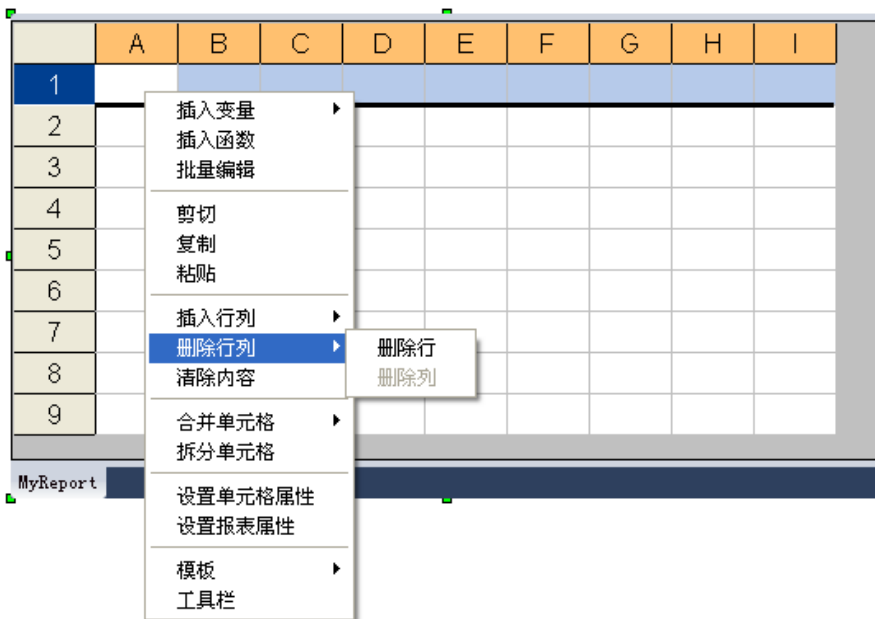 A B C D E F G H I
1
2
3
4
5
6
7
8
9
插入变量
插入函数
批量编辑
剪切
复制
粘贴
插入行列
删除行列
删除行
删除列
清除内容
合并单元格
拆分单元格
设置单元格属性
设置报表属性
模板
工具栏
MyReport